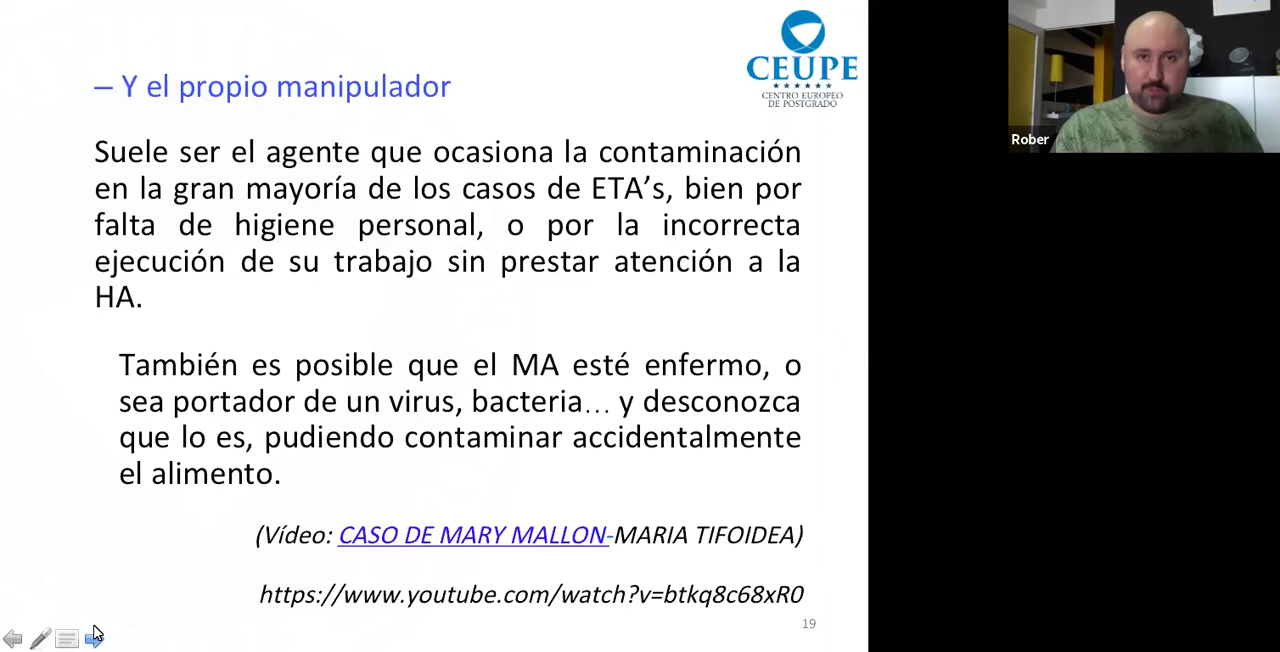 CEUPE
CENTRO EUROPEO
DE POSTGRADO
– Y el propio manipulador
Suele ser el agente que ocasiona la contaminación
en la gran mayoría de los casos de ETA’s, bien por
falta de higiene personal, o por la incorrecta
ejecución de su trabajo sin prestar atención a la
HA.
También es posible que el MA esté enfermo, o
sea portador de un virus, bacteria… y desconozca
que lo es, pudiendo contaminar accidentalmente
el alimento.
(Vídeo: CASO DE MARY MALLON-MARIA TIFOIDEA)
https://www.youtube.com/watch?v=btkq8c68xR0
19
Rober